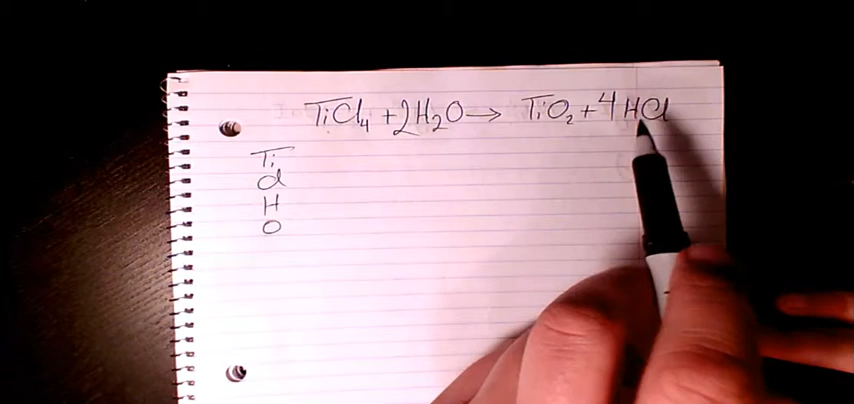 TiCl₄ + 2H₂O → TiO₂ + 4HCl
Ti
Cl
H
O